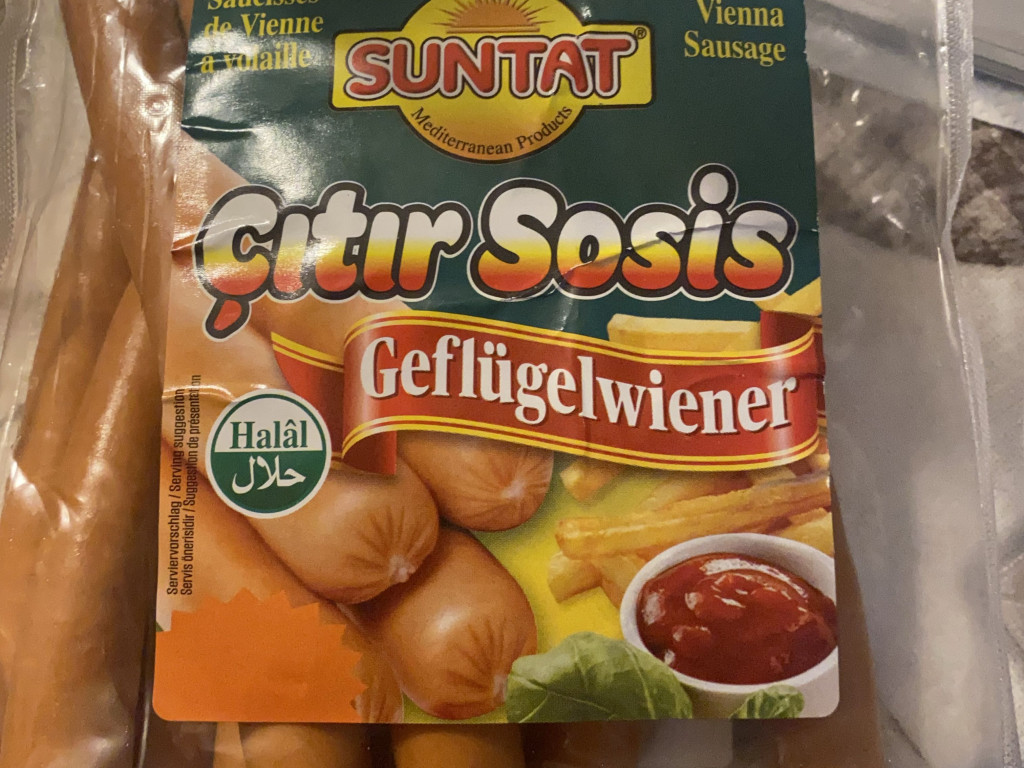 Saucisses
de Vienne
à volaille
SUNTAT®
Mediterranean Products
Vienna
Sausage
Çıtır Sosis
Geflügelwiener
Halâl
حلال
Serviervorschlag / Serving suggestion
Servis önerisidir / Suggestion de présentation